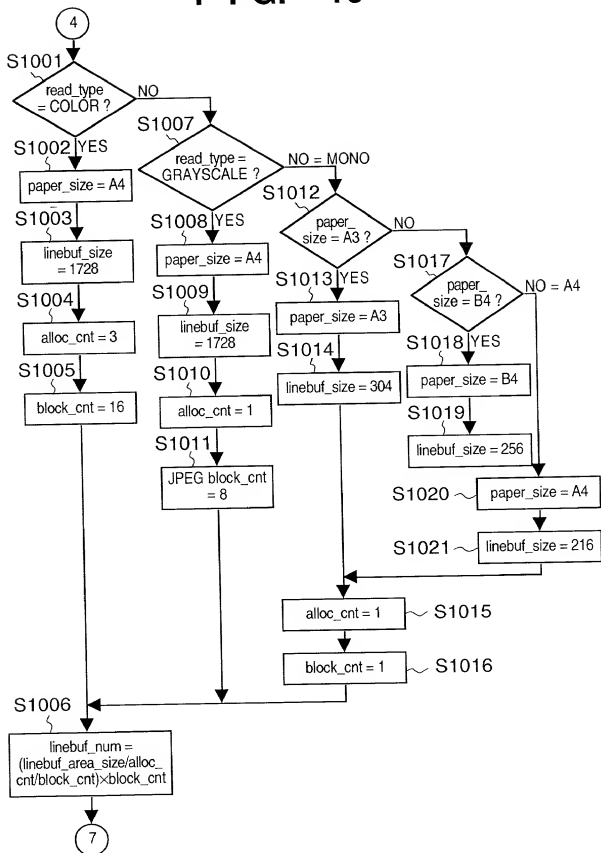 4
S1001
read_type
= COLOR ?
NO
YES
S1002
paper_size = A4
S1003
linebuf_size
= 1728
S1004
alloc_cnt = 3
S1005
block_cnt = 16
S1007
read_type =
GRAYSCALE ?
NO = MONO
YES
S1008
paper_size = A4
S1009
linebuf_size
= 1728
S1010
alloc_cnt = 1
S1011
JPEG block_cnt
= 8
S1012
paper_
size = A3 ?
NO
YES
S1013
paper_size = A3
S1014
linebuf_size = 304
S1017
paper_
size = B4 ?
NO = A4
YES
S1018
paper_size = B4
S1019
linebuf_size = 256
S1020
paper_size = A4
S1021
linebuf_size = 216
alloc_cnt = 1
S1015
block_cnt = 1
S1016
S1006
linebuf_num =
(linebuf_area_size/alloc_
cnt/block_cnt)×block_cnt
7